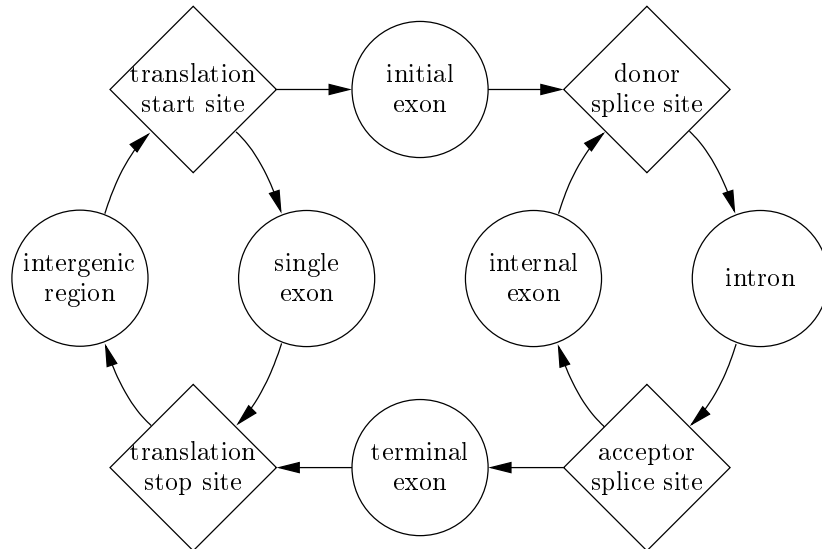 translation
start site
initial
exon
donor
splice site
intergenic
region
single
exon
internal
exon
intron
translation
stop site
terminal
exon
acceptor
splice site